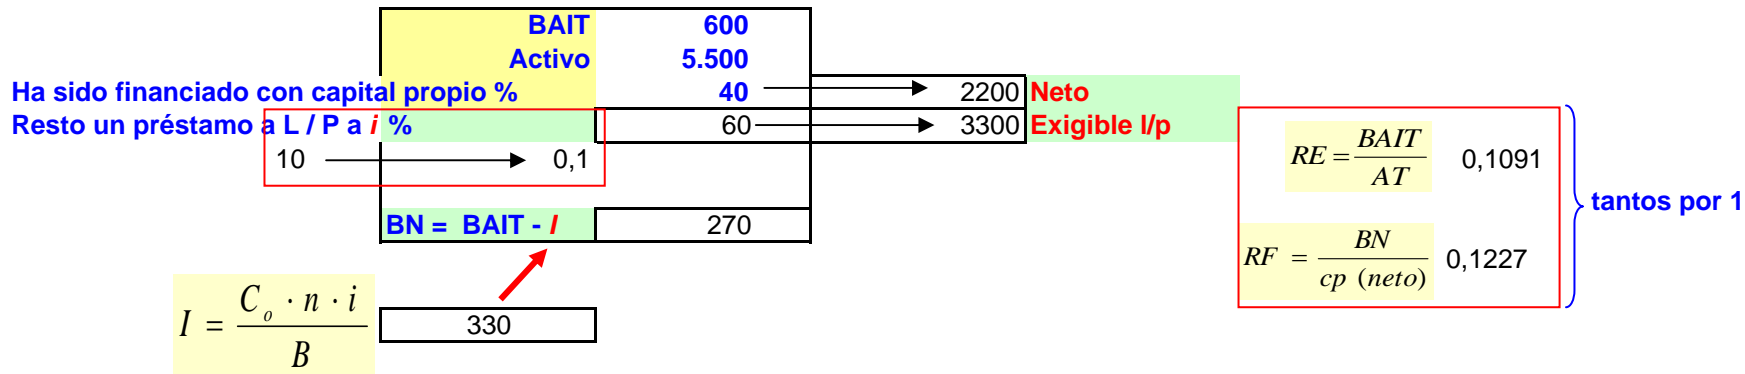 BAIT 600
Activo 5.500
Ha sido financiado con capital propio % 40 2200 Neto
Resto un préstamo a L / P a i % 60 3300 Exigible l/p
10 0,1
RE = BAIT / AT 0,1091
tantos por 1
BN = BAIT - I 270
RF = BN / cp (neto) 0,1227
I = C_o · n · i / B 330